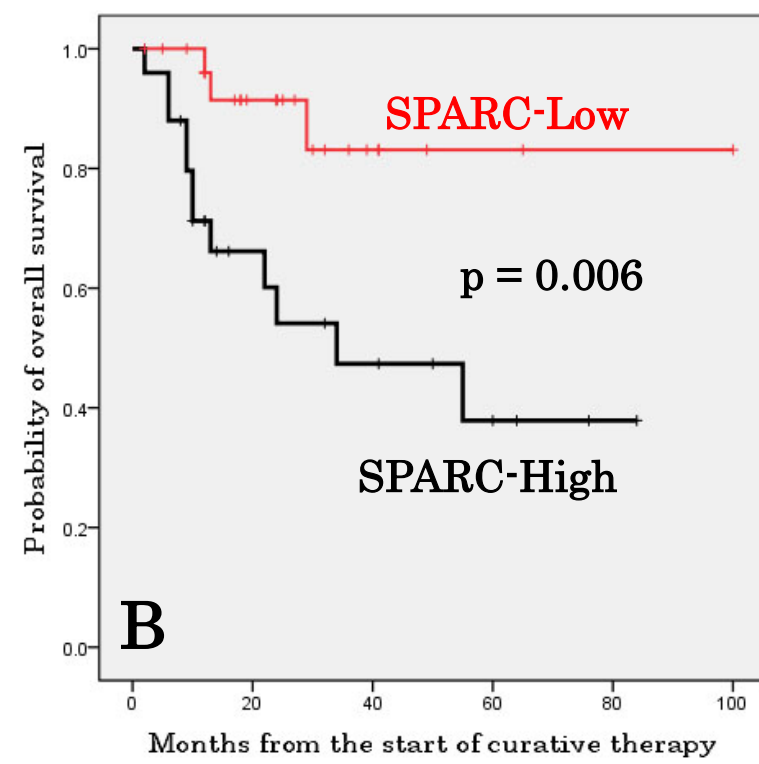 1.0
0.8
0.6
0.4
0.2
0.0
Probability of overall survival
SPARC-Low
p = 0.006
SPARC-High
B
0 20 40 60 80 100
Months from the start of curative therapy